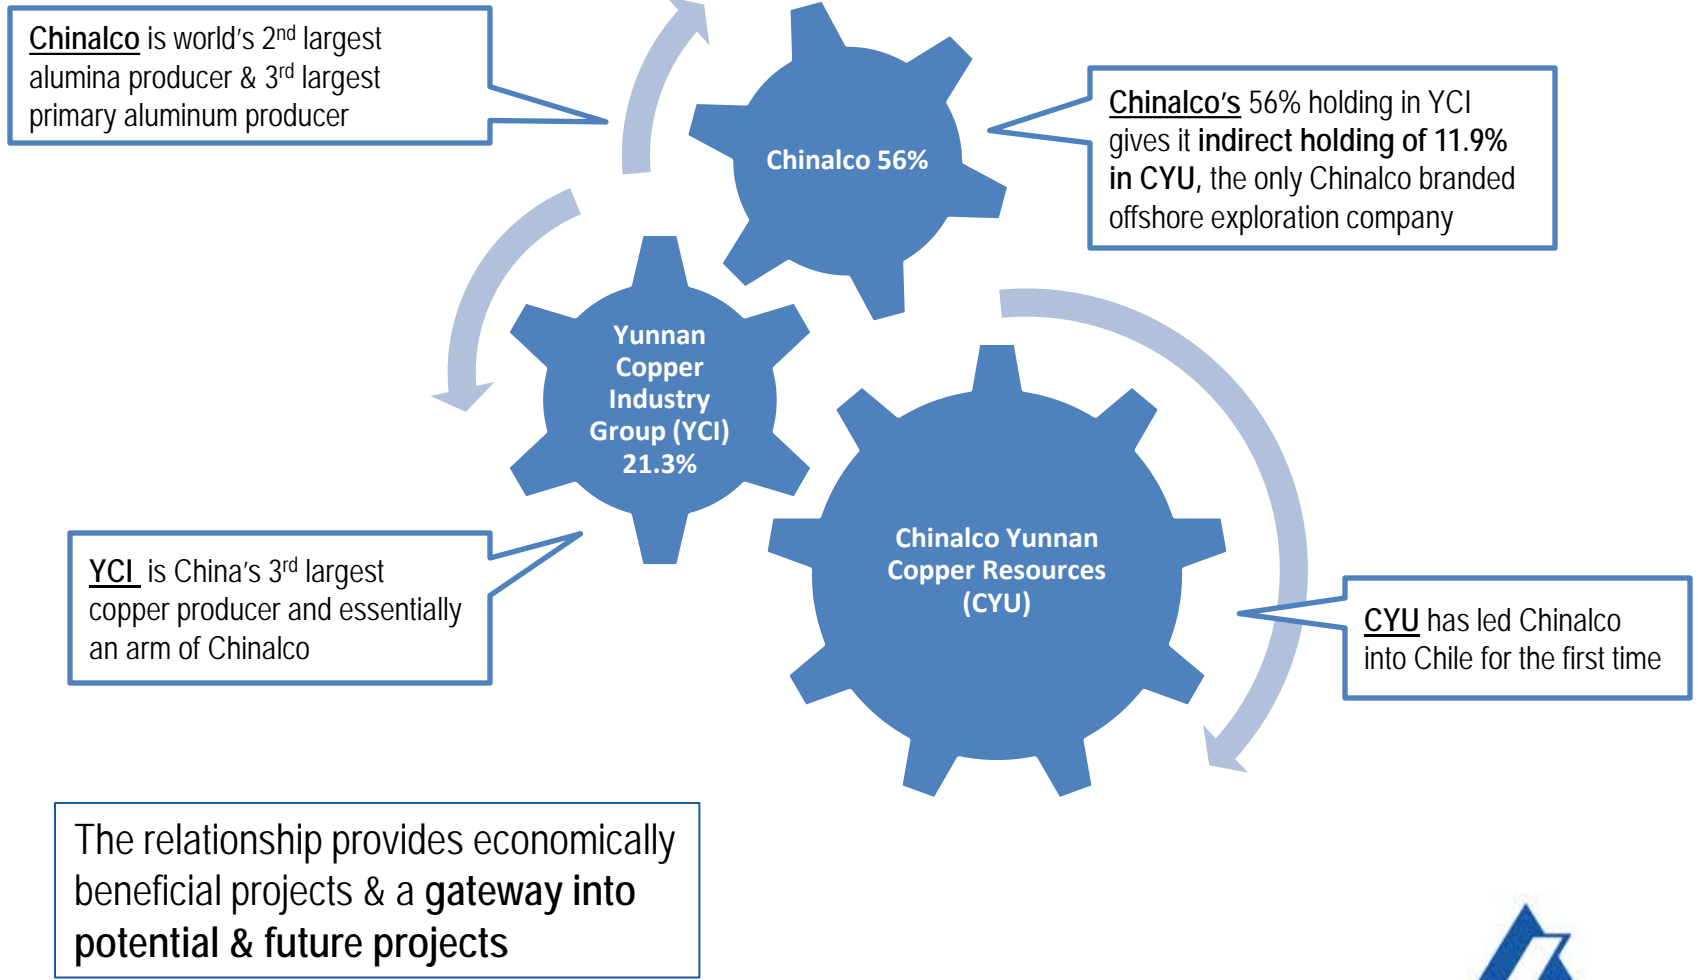 Chinalco is world’s 2nd largest
alumina producer & 3rd largest
primary aluminum producer
Chinalco 56%
Chinalco’s 56% holding in YCI
gives it indirect holding of 11.9%
in CYU, the only Chinalco branded
offshore exploration company
Yunnan
Copper
Industry
Group (YCI)
21.3%
YCI is China’s 3rd largest
copper producer and essentially
an arm of Chinalco
Chinalco Yunnan
Copper Resources
(CYU)
CYU has led Chinalco
into Chile for the first time
The relationship provides economically
beneficial projects & a gateway into
potential & future projects